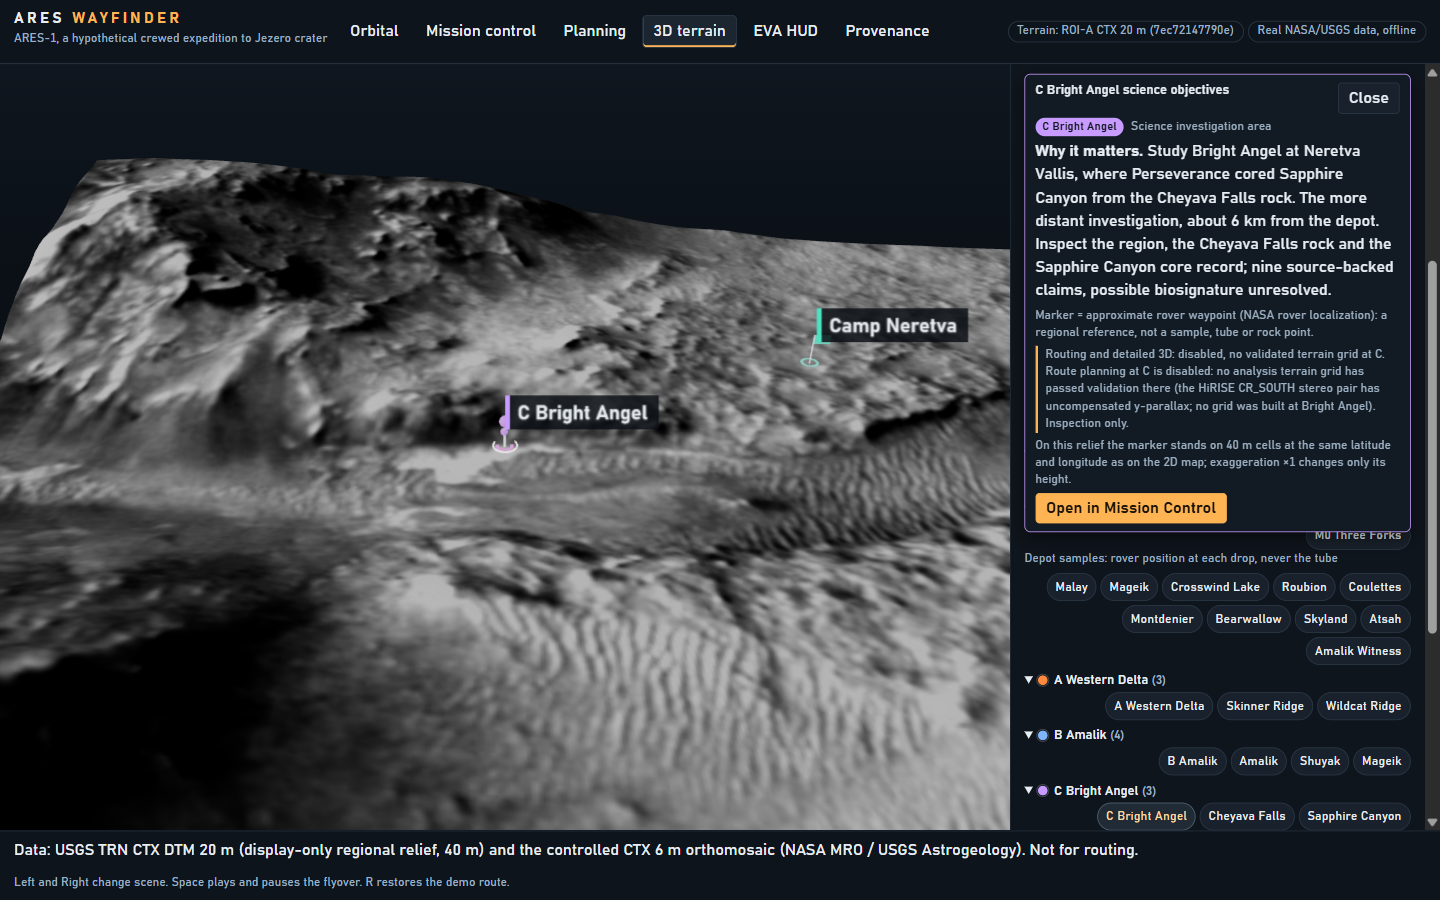 ARES WAYFINDER
ARES-1, a hypothetical crewed expedition to Jezero crater
Orbital
Mission control
Planning
3D terrain
EVA HUD
Provenance
Terrain: ROI-A CTX 20 m (7ec72147790e)
Real NASA/USGS data, offline
Camp Neretva
C Bright Angel
C Bright Angel science objectives
Close
C Bright Angel Science investigation area
Why it matters. Study Bright Angel at Neretva
Vallis, where Perseverance cored Sapphire
Canyon from the Cheyava Falls rock. The more
distant investigation, about 6 km from the depot.
Inspect the region, the Cheyava Falls rock and the
Sapphire Canyon core record; nine source-backed
claims, possible biosignature unresolved.
Marker = approximate rover waypoint (NASA rover localization): a
regional reference, not a sample, tube or rock point.
Routing and detailed 3D: disabled, no validated terrain grid at C.
Route planning at C is disabled: no analysis terrain grid has
passed validation there (the HiRISE CR_SOUTH stereo pair has
uncompensated y-parallax; no grid was built at Bright Angel).
Inspection only.
On this relief the marker stands on 40 m cells at the same latitude
and longitude as on the 2D map; exaggeration ×1 changes only its
height.
Open in Mission Control
Mu Three Forks
Depot samples: rover position at each drop, never the tube
Malay Mageik Crosswind Lake Roubion Coulettes
Montdenier Bearwallow Skyland Atsah
Amalik Witness
A Western Delta (3)
A Western Delta Skinner Ridge Wildcat Ridge
B Amalik (4)
B Amalik Amalik Shuyak Mageik
C Bright Angel (3)
C Bright Angel Cheyava Falls Sapphire Canyon
Data: USGS TRN CTX DTM 20 m (display-only regional relief, 40 m) and the controlled CTX 6 m orthomosaic (NASA MRO / USGS Astrogeology). Not for routing.
Left and Right change scene. Space plays and pauses the flyover. R restores the demo route.